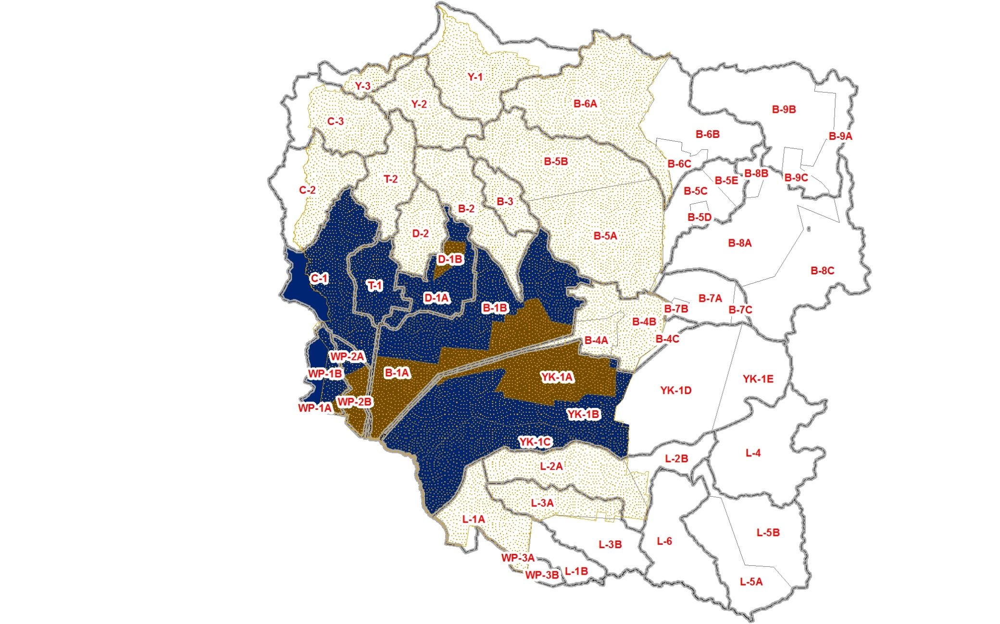 Y-1
Y-3
Y-2
B-6A
B-9B
C-3
B-6B
B-9A
B-5B
B-6C
B-8B
T-2
B-5E
B-9C
C-2
B-5C
B-3
B-2
B-5D
D-2
B-5A
B-8A
D-1B
B-8C
C-1
T-1
D-1A
B-7A
B-1B
B-7B
B-7C
B-4B
B-4A
B-4C
WP-2A
WP-1B
B-1A
YK-1A
YK-1E
YK-1D
WP-2B
WP-1A
YK-1B
YK-1C
L-4
L-2B
L-2A
L-3A
L-1A
L-5B
L-6
L-3B
WP-3A
L-1B
WP-3B
L-5A